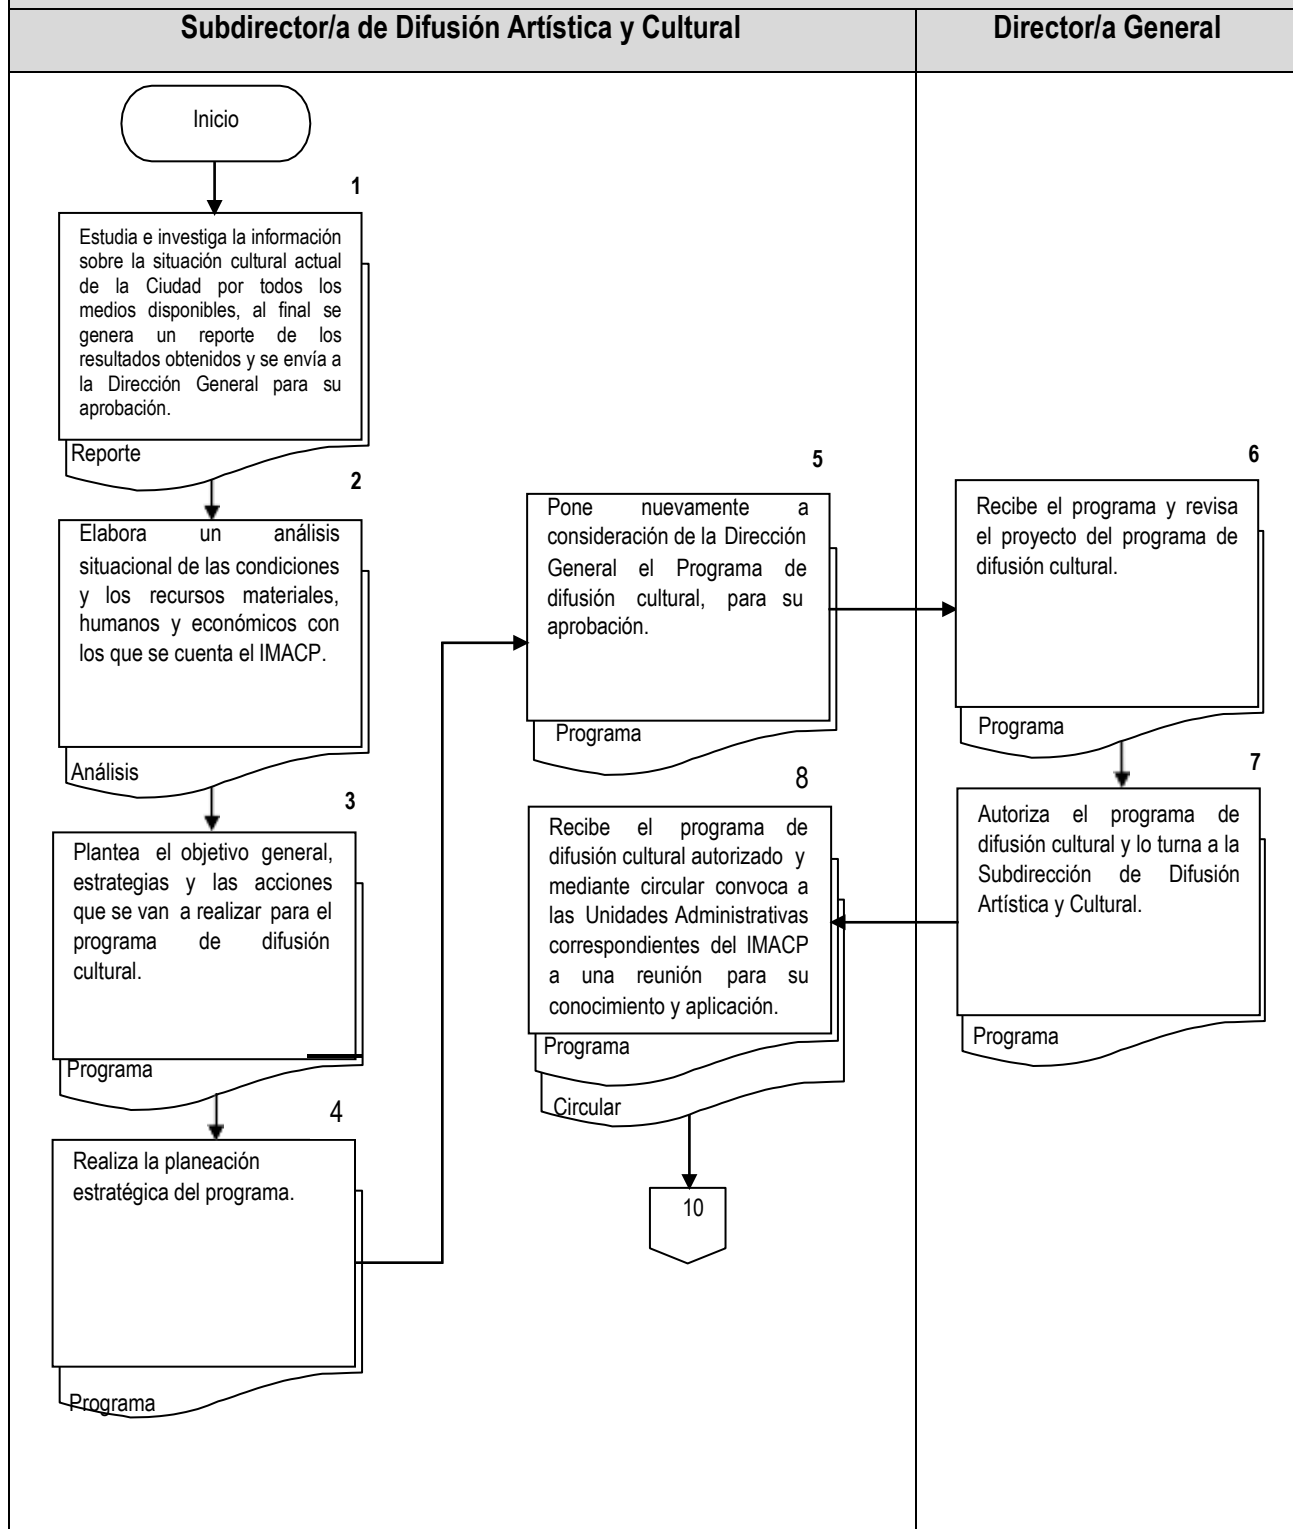 Subdirector/a de Difusión Artística y Cultural
Director/a General
Inicio
1
Estudia e investiga la información
sobre la situación cultural actual
de la Ciudad por todos los
medios disponibles, al final se
genera un reporte de los
resultados obtenidos y se envía a
la Dirección General para su
aprobación.
Reporte
2
Elabora un análisis
situacional de las condiciones
y los recursos materiales,
humanos y económicos con
los que se cuenta el IMACP.
Análisis
3
Plantea el objetivo general,
estrategias y las acciones
que se van a realizar para el
programa de difusión
cultural.
Programa
4
Realiza la planeación
estratégica del programa.
Programa
5
Pone nuevamente a
consideración de la Dirección
General el Programa de
difusión cultural, para su
aprobación.
Programa
6
Recibe el programa y revisa
el proyecto del programa de
difusión cultural.
Programa
7
Autoriza el programa de
difusión cultural y lo turna a la
Subdirección de Difusión
Artística y Cultural.
Programa
8
Recibe el programa de
difusión cultural autorizado y
mediante circular convoca a
las Unidades Administrativas
correspondientes del IMACP
a una reunión para su
conocimiento y aplicación.
Programa
Circular
10